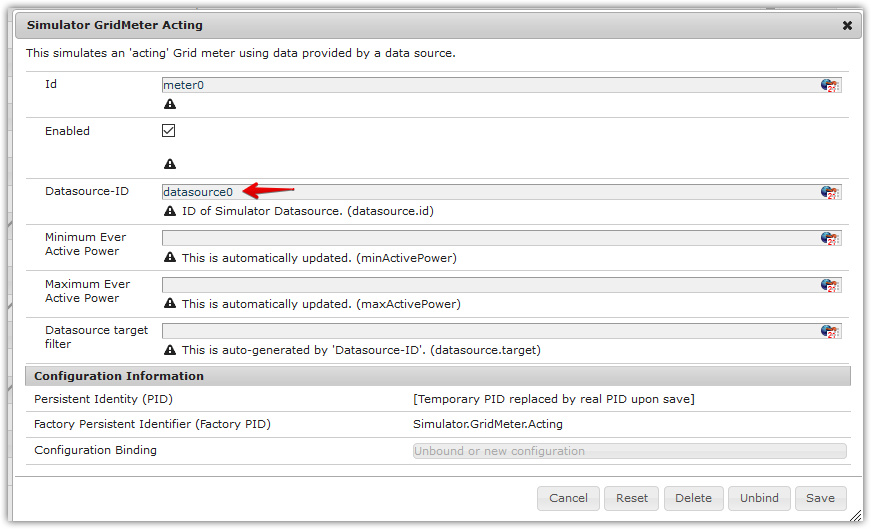 Simulator GridMeter Acting
This simulates an 'acting' Grid meter using data provided by a data source.
Id
meter0
Enabled
Datasource-ID
datasource0
ID of Simulator Datasource. (datasource.id)
Minimum Ever
Active Power
This is automatically updated. (minActivePower)
Maximum Ever
Active Power
This is automatically updated. (maxActivePower)
Datasource target
filter
This is auto-generated by 'Datasource-ID'. (datasource.target)
Configuration Information
Persistent Identity (PID) [Temporary PID replaced by real PID upon save]
Factory Persistent Identifier (Factory PID) Simulator.GridMeter.Acting
Configuration Binding Unbound or new configuration
Cancel Reset Delete Unbind Save